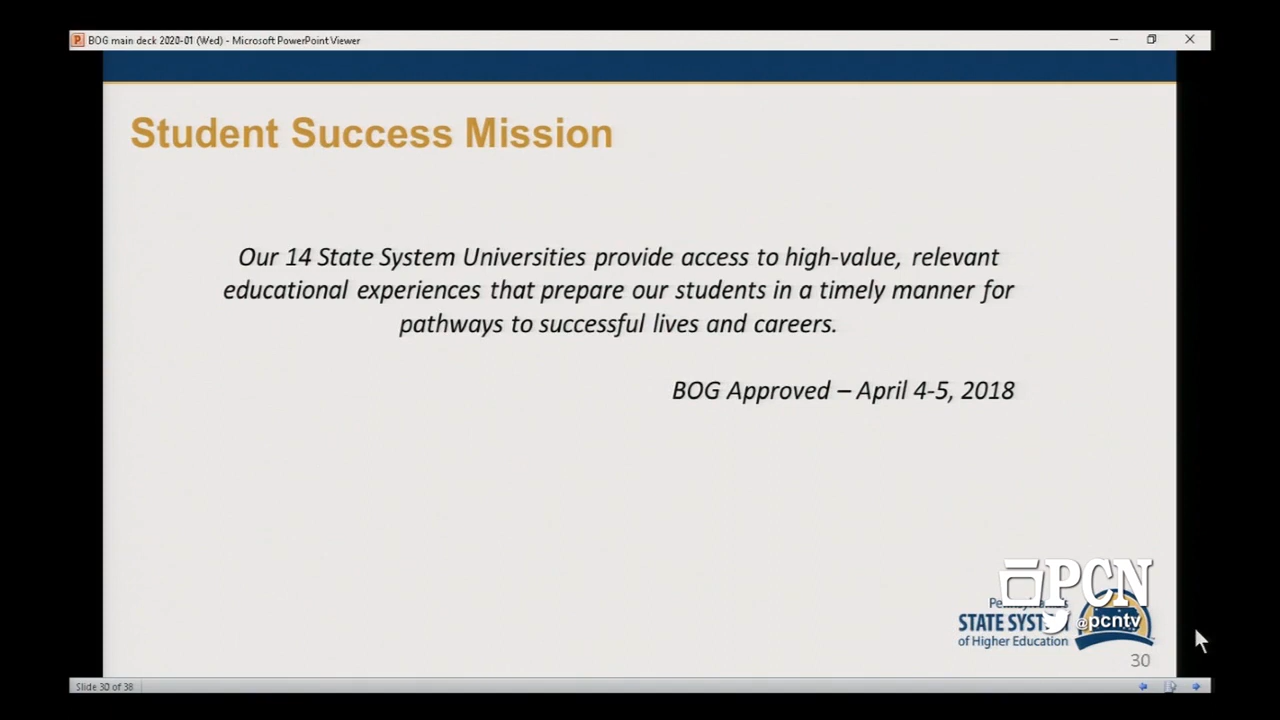 BOG main deck 2020-01 (Wed) - Microsoft PowerPoint Viewer
Student Success Mission
Our 14 State System Universities provide access to high-value, relevant
educational experiences that prepare our students in a timely manner for
pathways to successful lives and careers.
BOG Approved – April 4-5, 2018
PCN
@pcntv
STATE
of Higher Education
30
Slide 30 of 38